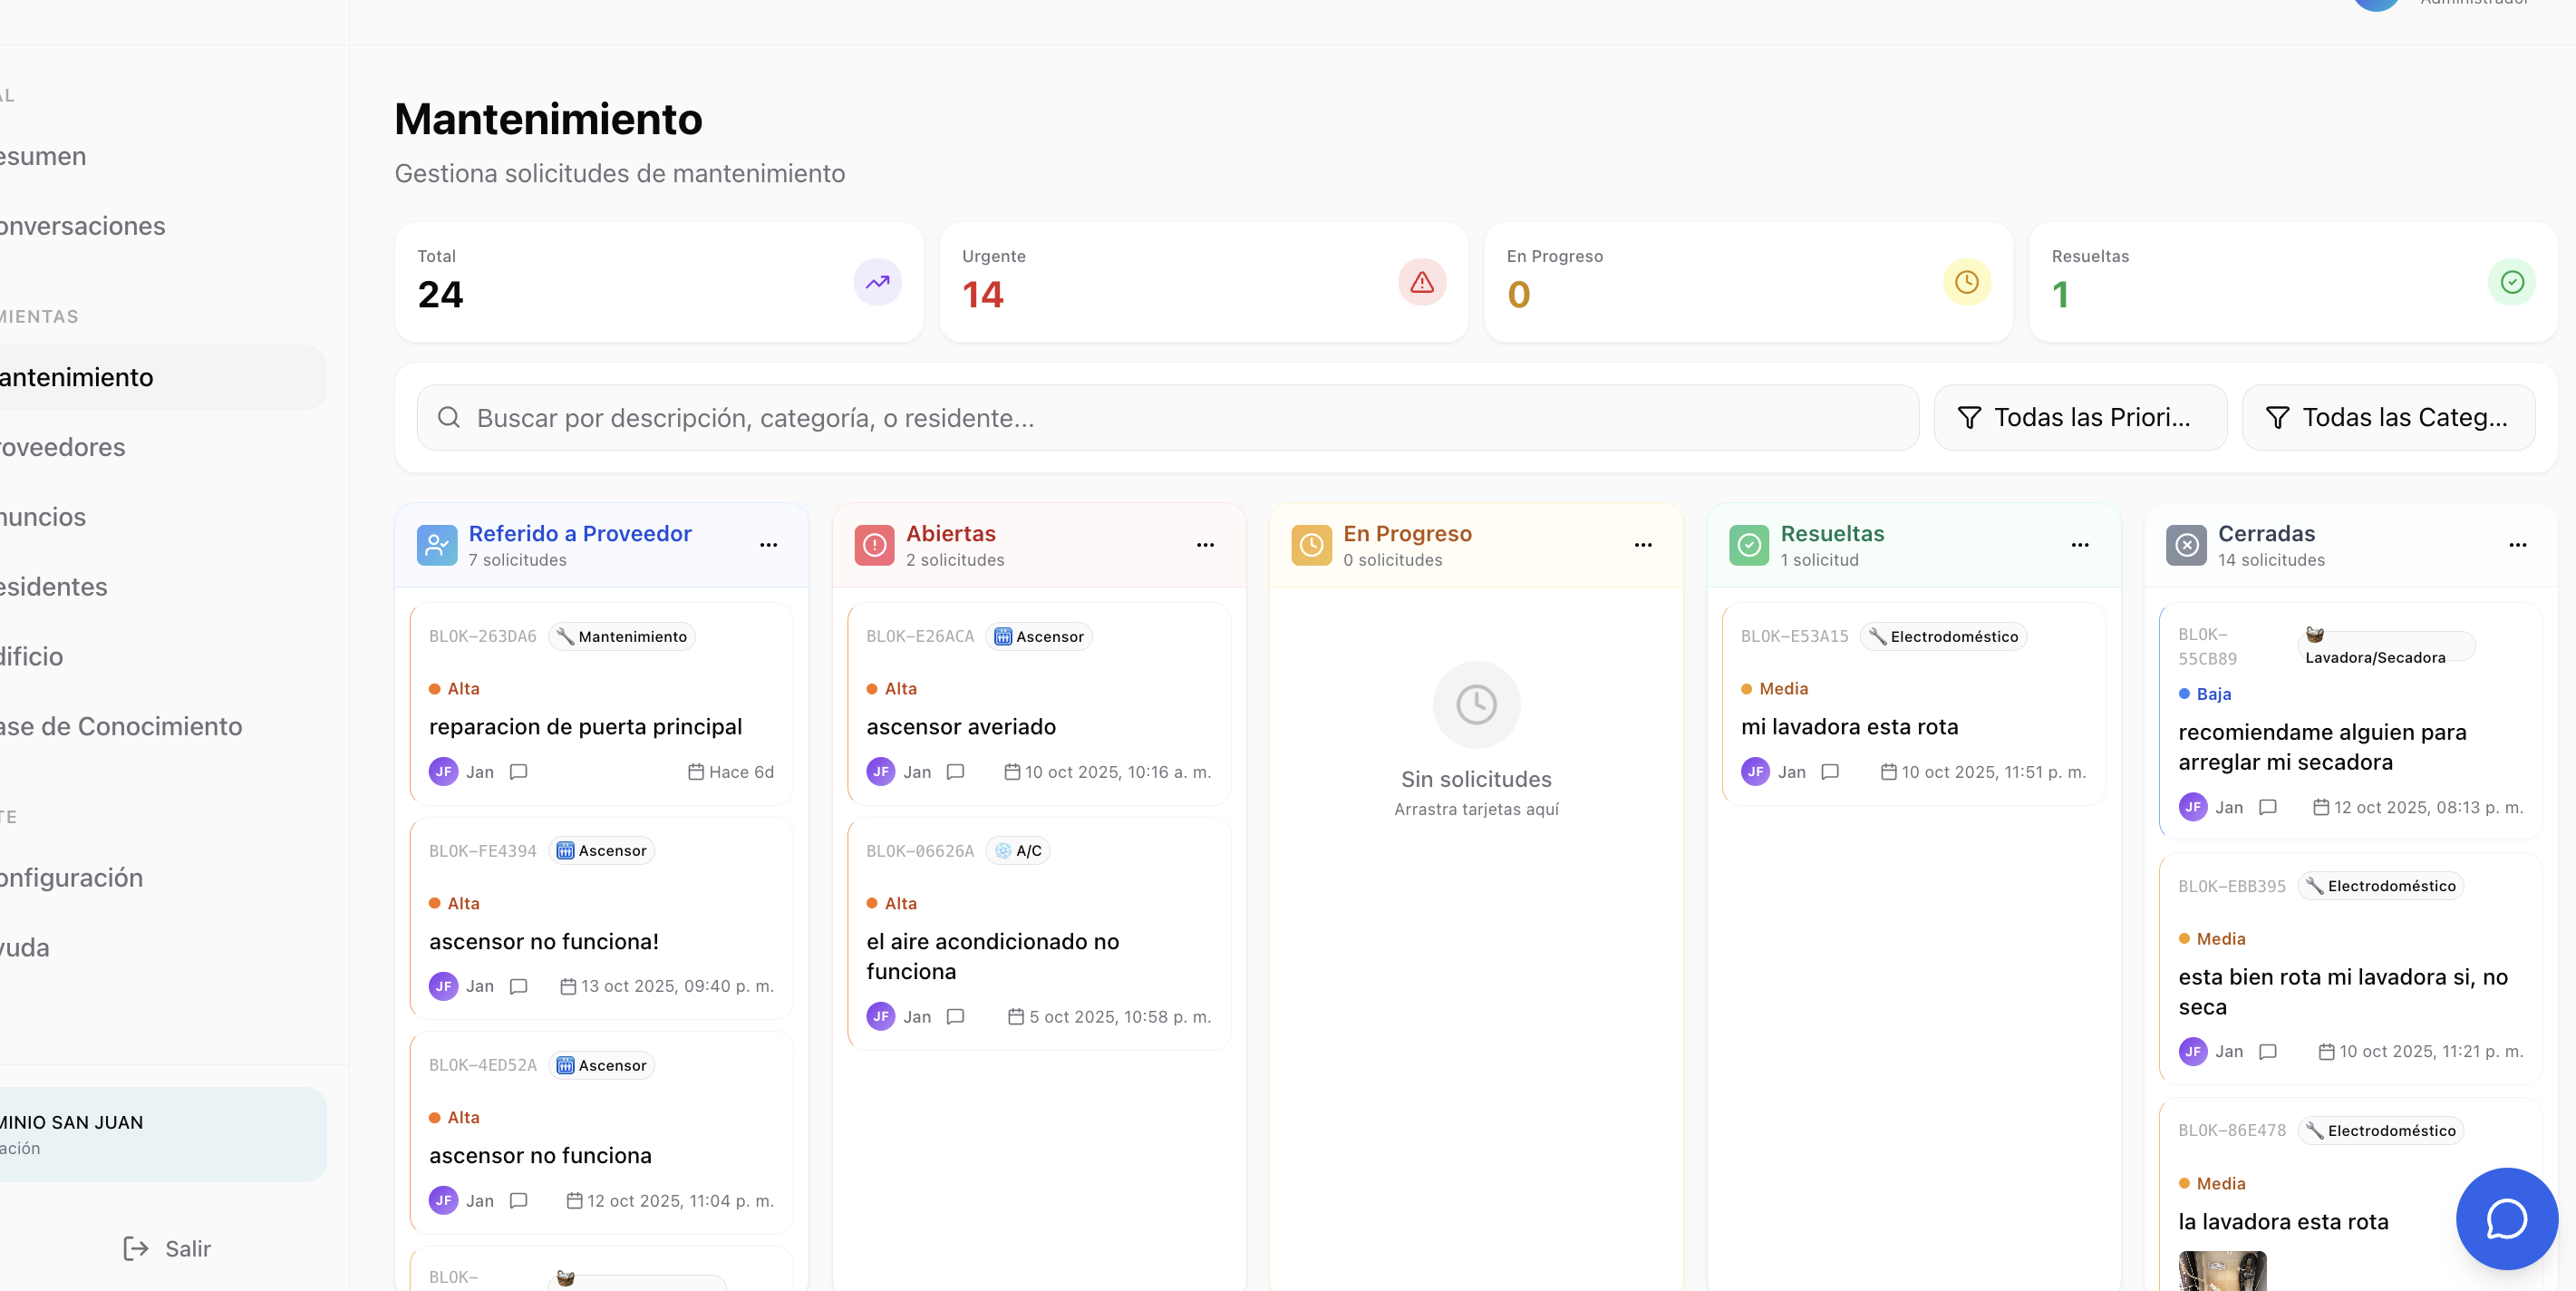 Administrador
AL
esumen
onversaciones
MIENTAS
antenimiento
roveedores
nuncios
esidentes
dificio
ase de Conocimiento
TE
onfiguración
yuda
MINIO SAN JUAN
ación
Salir
Mantenimiento
Gestiona solicitudes de mantenimiento
Total
24
Urgente
14
En Progreso
0
Resueltas
1
Buscar por descripción, categoría, o residente...
Todas las Priori...
Todas las Categ...
Referido a Proveedor
7 solicitudes
BLOK-263DA6 Mantenimiento
Alta
reparacion de puerta principal
JF Jan Hace 6d
BLOK-FE4394 Ascensor
Alta
ascensor no funciona!
JF Jan 13 oct 2025, 09:40 p. m.
BLOK-4ED52A Ascensor
Alta
ascensor no funciona
JF Jan 12 oct 2025, 11:04 p. m.
BLOK-
Abiertas
2 solicitudes
BLOK-E26ACA Ascensor
Alta
ascensor averiado
JF Jan 10 oct 2025, 10:16 a. m.
BLOK-06626A A/C
Alta
el aire acondicionado no
funciona
JF Jan 5 oct 2025, 10:58 p. m.
En Progreso
0 solicitudes
Sin solicitudes
Arrastra tarjetas aquí
Resueltas
1 solicitud
BLOK-E53A15 Electrodoméstico
Media
mi lavadora esta rota
JF Jan 10 oct 2025, 11:51 p. m.
Cerradas
14 solicitudes
BLOK-
55CB89 Lavadora/Secadora
Baja
recomiendame alguien para
arreglar mi secadora
JF Jan 12 oct 2025, 08:13 p. m.
BLOK-EBB395 Electrodoméstico
Media
esta bien rota mi lavadora si, no
seca
JF Jan 10 oct 2025, 11:21 p. m.
BLOK-86E478 Electrodoméstico
Media
la lavadora esta rota